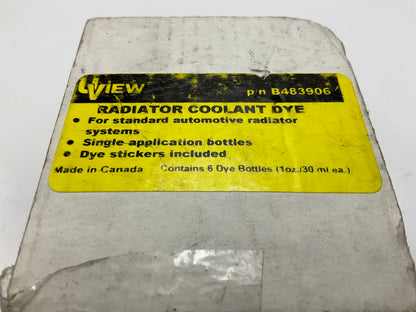 UVIEW p/n B483906
RADIATOR COOLANT DYE
• For standard automotive radiator
systems
• Single application bottles
• Dye stickers included
Made in Canada Contains 6 Dye Bottles (1oz./30 ml ea.)